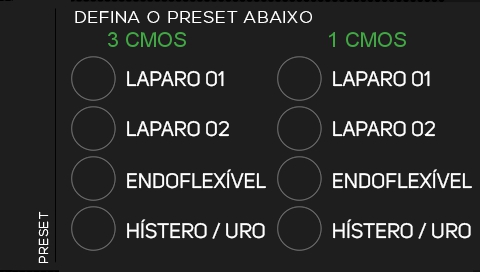 DEFINA O PRESET ABAIXO
3 CMOS 1 CMOS
LAPARO 01 LAPARO 01
LAPARO 02 LAPARO 02
ENDOFLEXÍVEL ENDOFLEXÍVEL
HÍSTERO / URO HÍSTERO / URO
PRESET